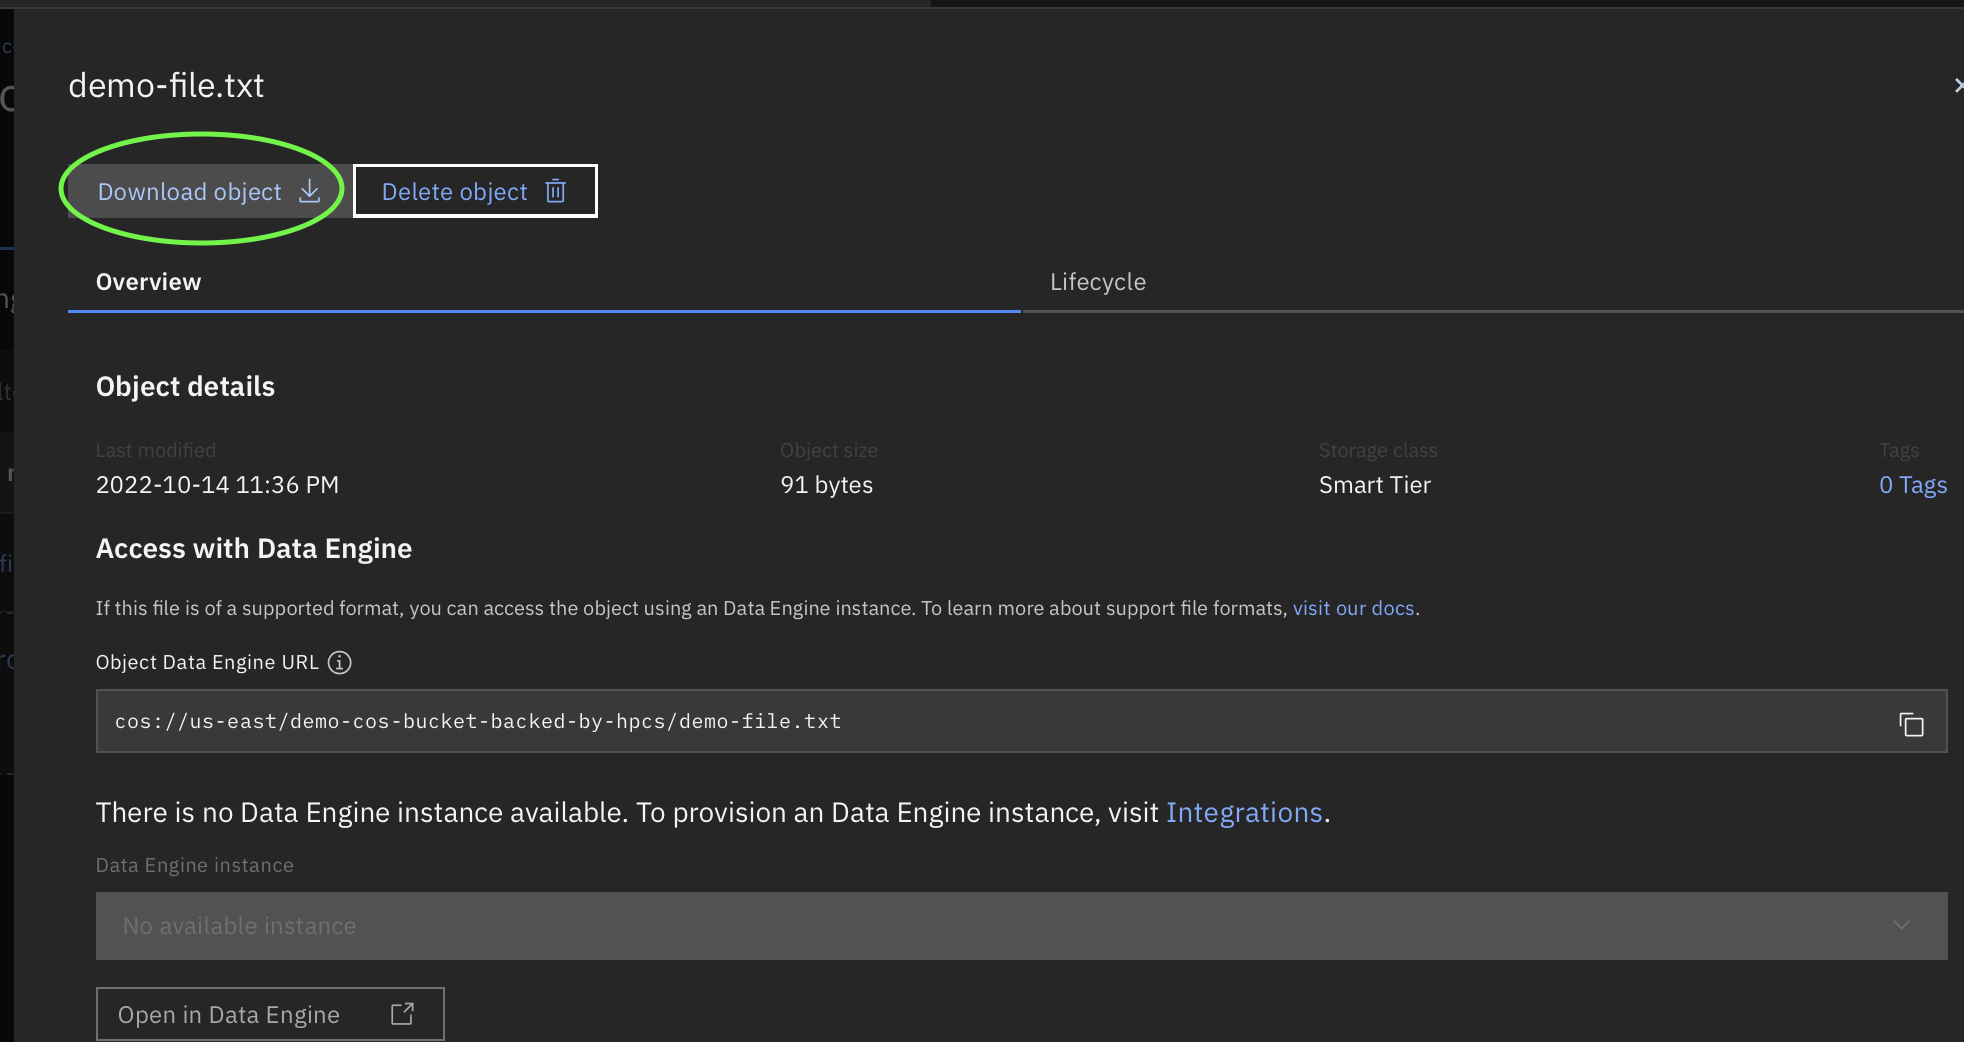 demo-file.txt
Download object
Delete object
Overview
Lifecycle
Object details
Last modified
Object size
Storage class
Tags
2022-10-14 11:36 PM
91 bytes
Smart Tier
0 Tags
Access with Data Engine
If this file is of a supported format, you can access the object using an Data Engine instance. To learn more about support file formats, visit our docs.
Object Data Engine URL
cos://us-east/demo-cos-bucket-backed-by-hpcs/demo-file.txt
There is no Data Engine instance available. To provision an Data Engine instance, visit Integrations.
Data Engine instance
No available instance
Open in Data Engine